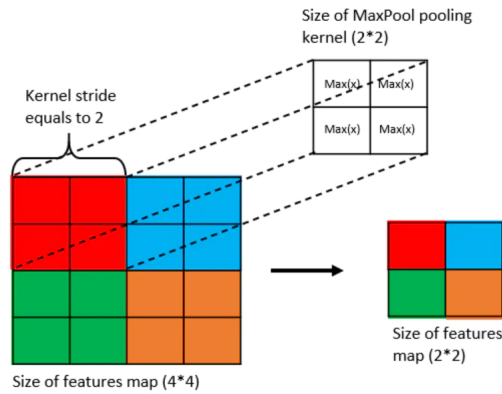 Size of MaxPool pooling
kernel (2*2)
Kernel stride
equals to 2
Max(x) Max(x)
Max(x) Max(x)
Size of features
map (2*2)
Size of features map (4*4)